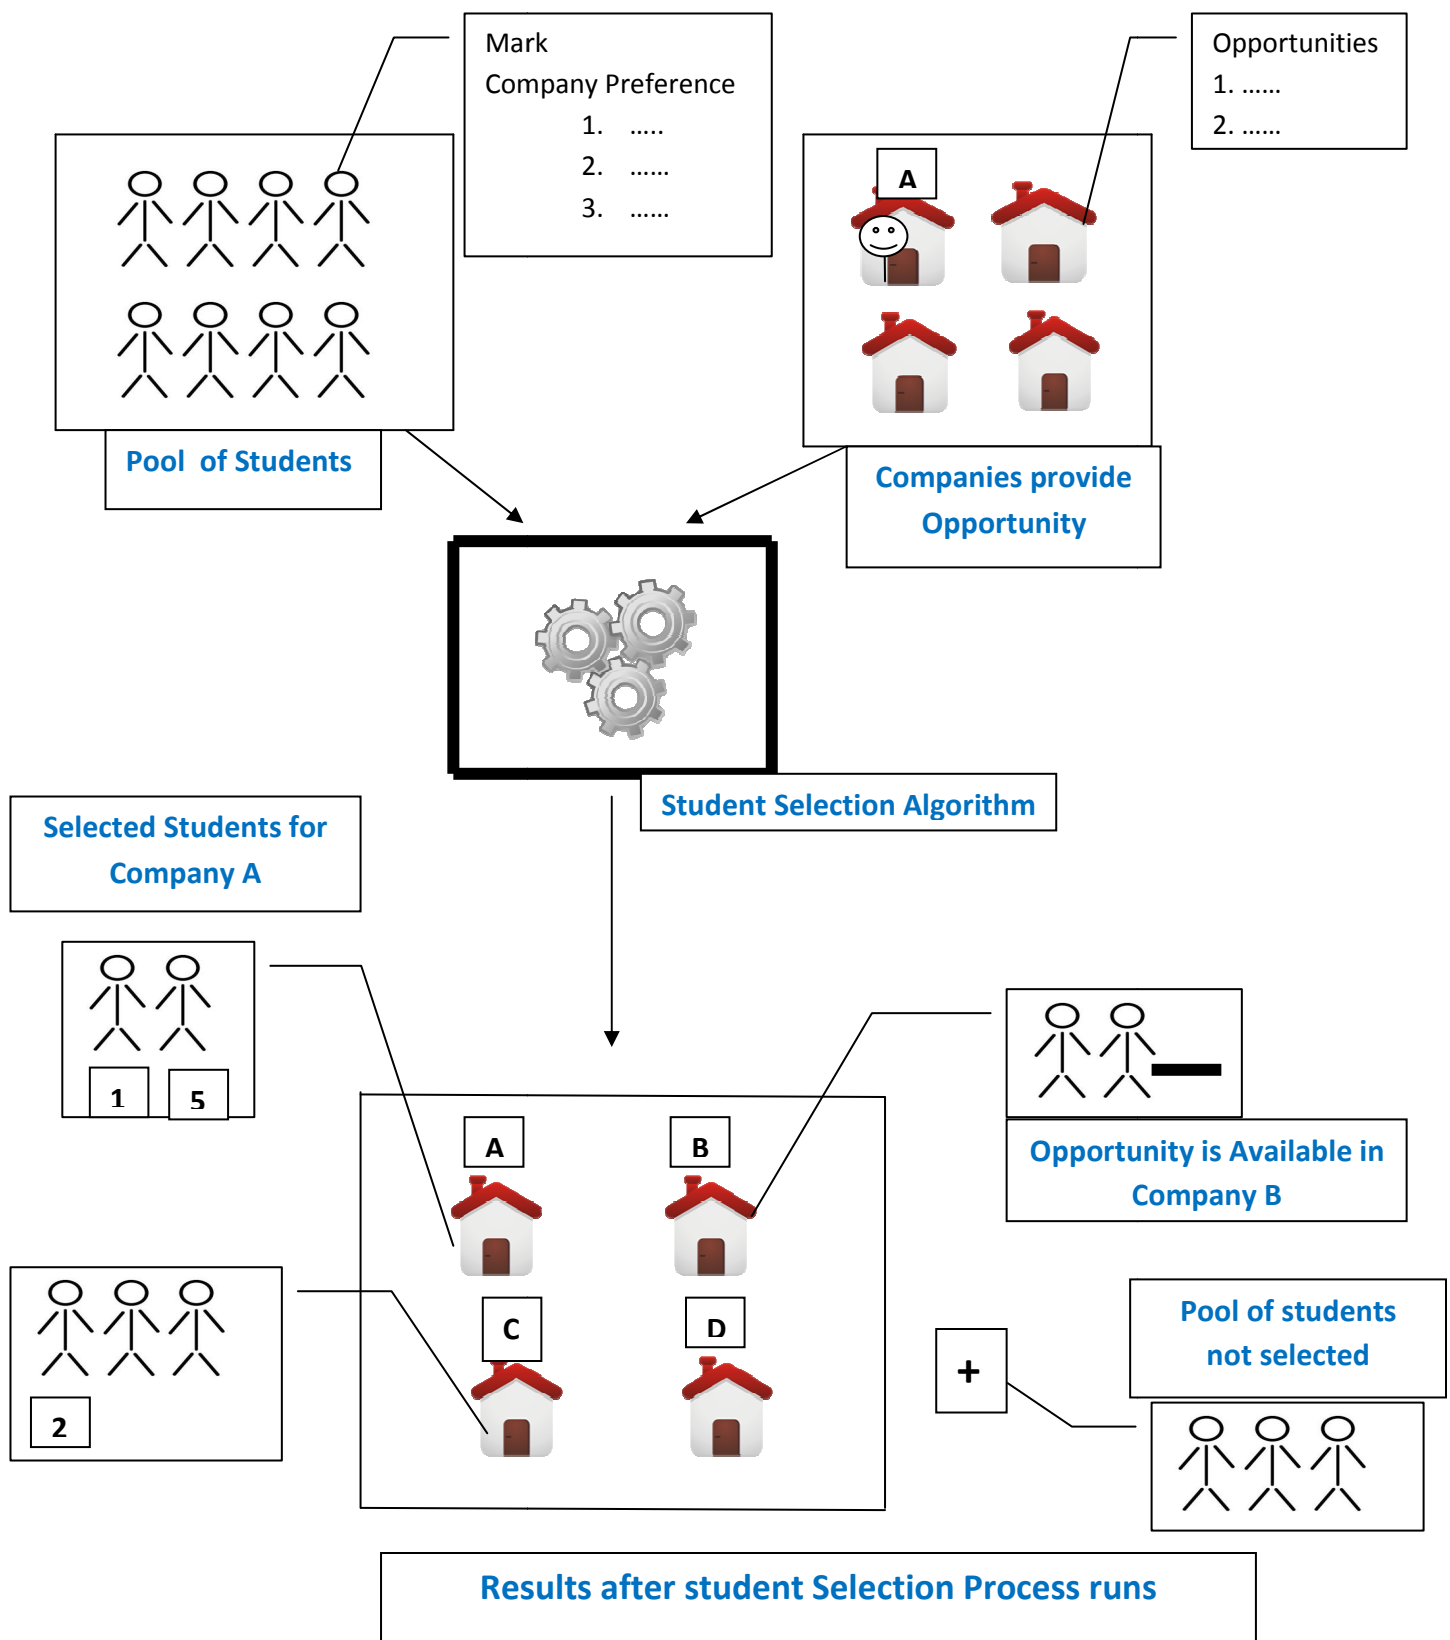 Mark
Company Preference
1. …..
2. ……
3. ……
Opportunities
1. ……
2. ……
A
Pool of Students
Companies provide
Opportunity
Student Selection Algorithm
Selected Students for
Company A
1 5
A B
Opportunity is Available in
Company B
C D
2
+
Pool of students
not selected
Results after student Selection Process runs